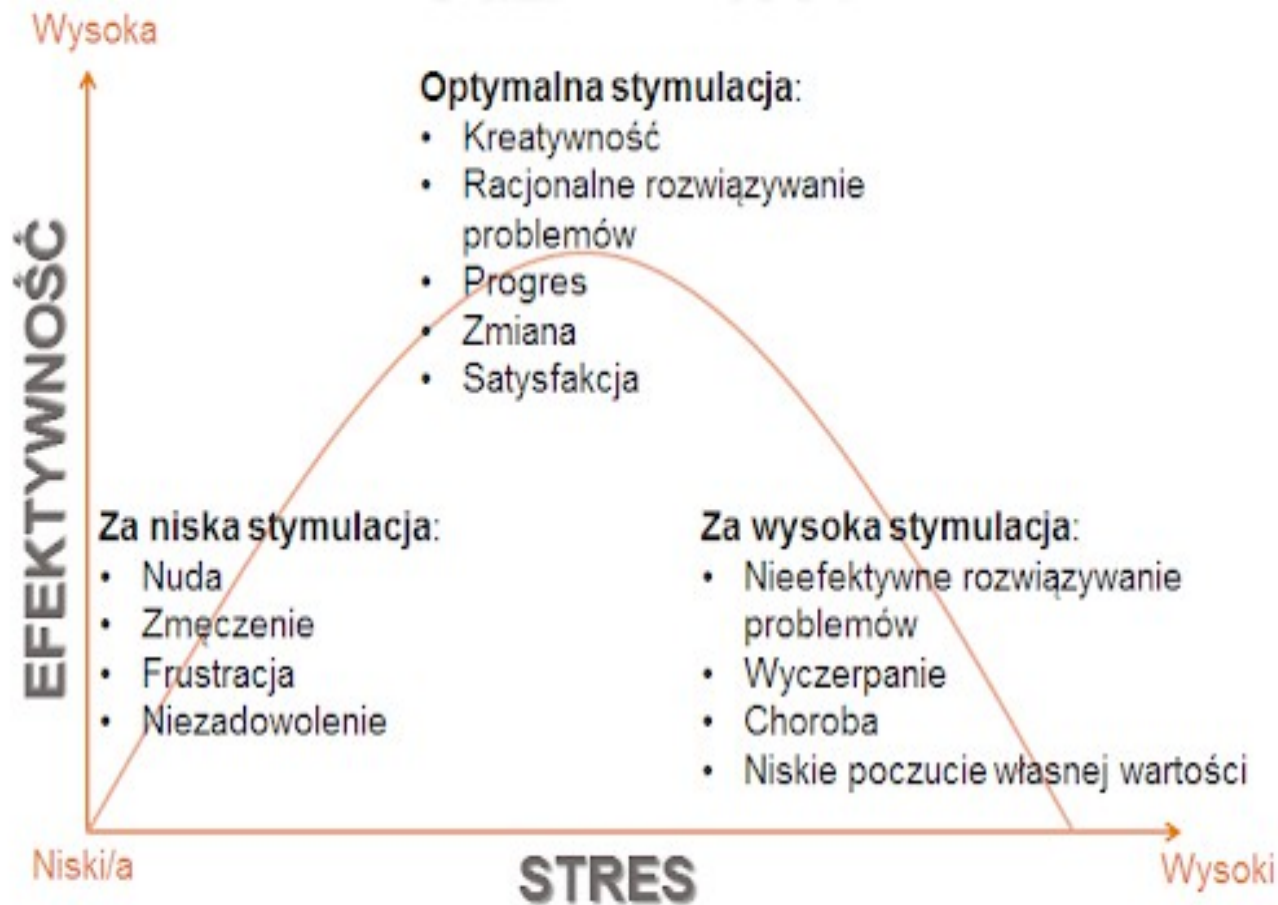 Wysoka
Optymalna stymulacja:
• Kreatywność
• Racjonalne rozwiązywanie
problemów
• Progres
• Zmiana
• Satysfakcja
EFEKTYWNOŚĆ
Za niska stymulacja:
• Nuda
• Zmęczenie
• Frustracja
• Niezadowolenie
Za wysoka stymulacja:
• Nieefektywne rozwiązywanie
problemów
• Wyczerpanie
• Choroba
• Niskie poczucie własnej wartości
Niski/a
STRES
Wysoki